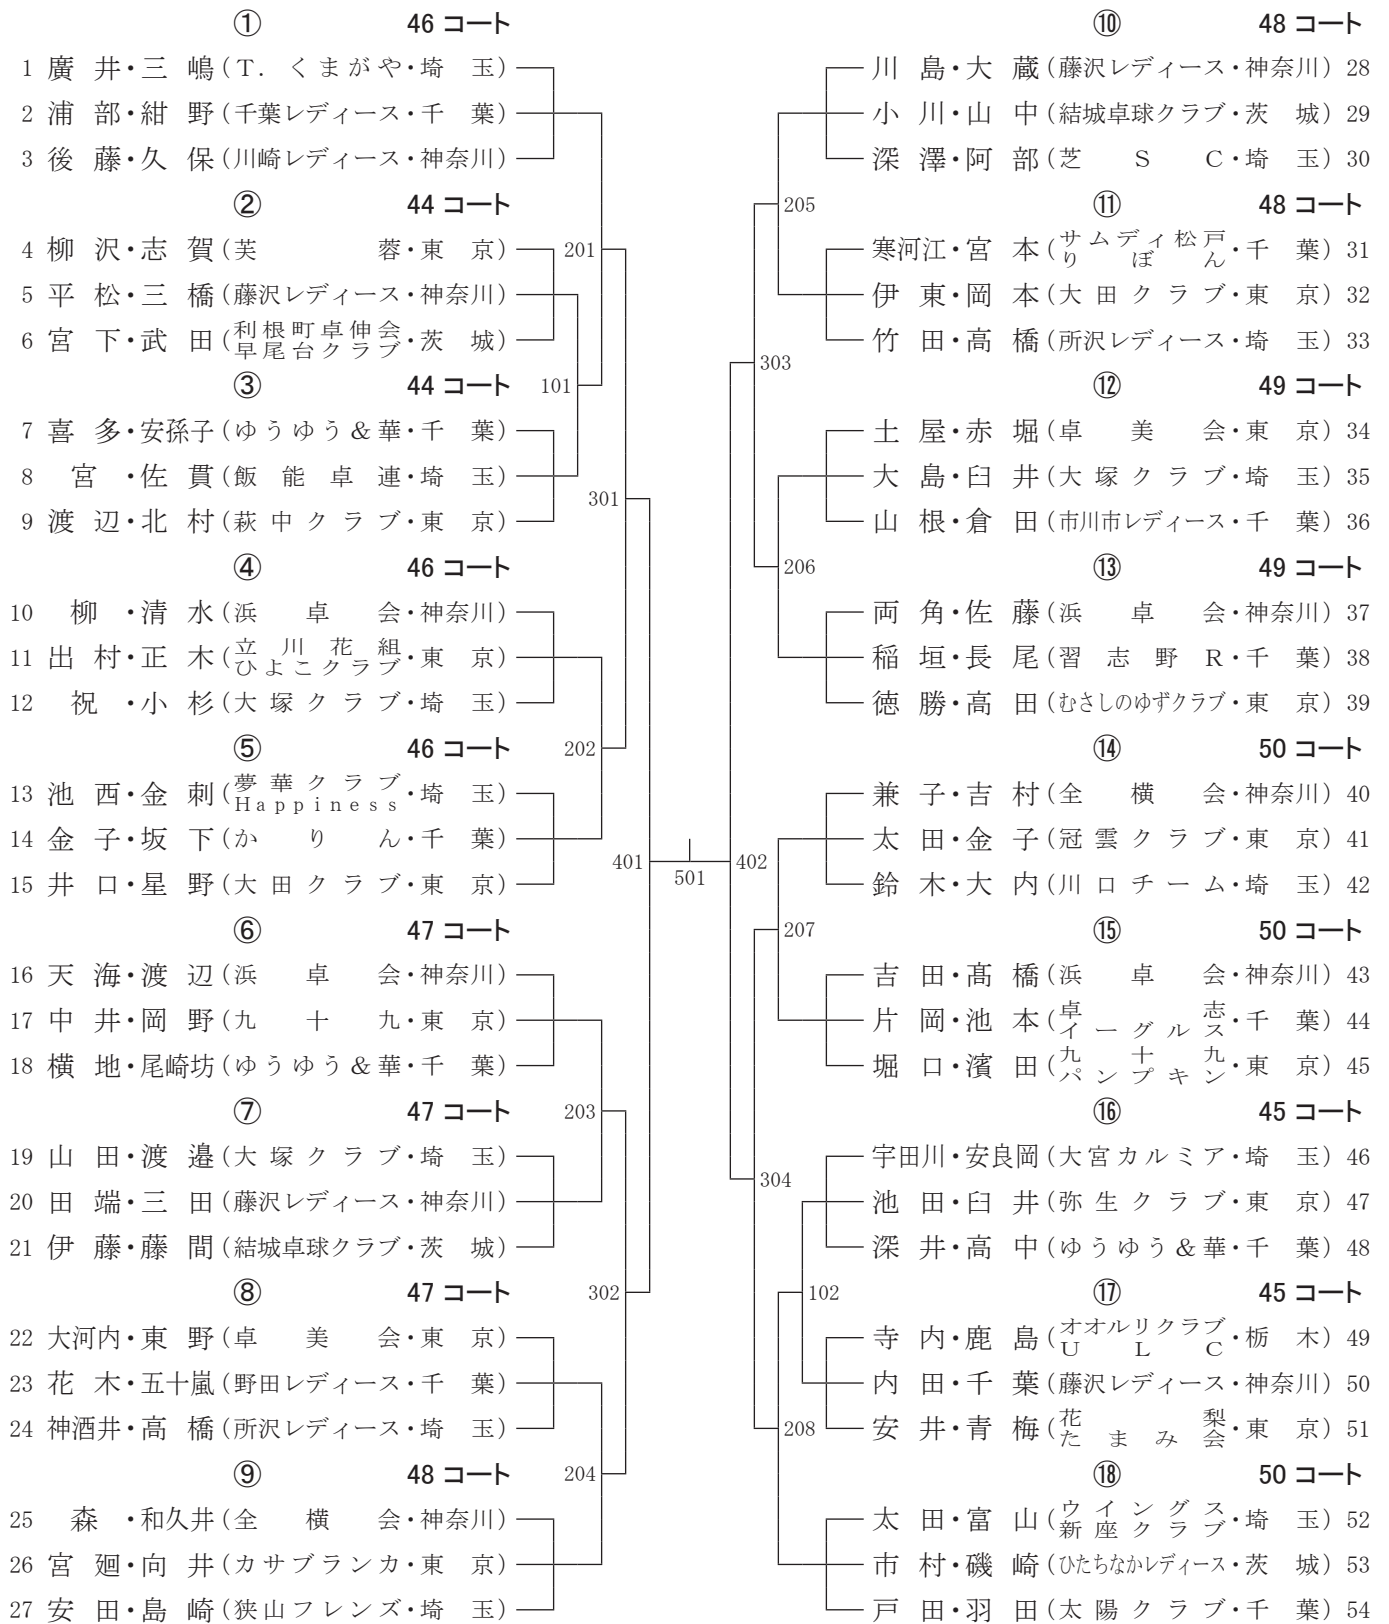 ① 46 コート
1 廣 井・三 嶋(T. くまがや・埼 玉)
2 浦 部・紺 野(千葉レディース・千 葉)
3 後 藤・久 保(川崎レディース・神奈川)
② 44 コート
4 柳 沢・志 賀(芙 蓉・東 京)
201
5 平 松・三 橋(藤沢レディース・神奈川)
6 宮 下・武 田(利根町卓伸会 早尾台クラブ・茨 城)
③ 44 コート
101
7 喜 多・安孫子(ゆうゆう&華・千 葉)
8 宮 ・佐 貫(飯 能 卓 連・埼 玉)
301
9 渡 辺・北 村(萩中クラブ・東 京)
④ 46 コート
10 柳 ・清 水(浜 卓 会・神奈川)
11 出 村・正 木(立 川 花 組 ひよこクラブ・東 京)
12 祝 ・小 杉(大塚クラブ・埼 玉)
⑤ 46 コート
202
13 池 西・金 刺(夢華クラブ Happiness・埼 玉)
14 金 子・坂 下(か り ん・千 葉)
401
501
15 井 口・星 野(大田クラブ・東 京)
⑥ 47 コート
16 天 海・渡 辺(浜 卓 会・神奈川)
17 中 井・岡 野(九 十 九・東 京)
18 横 地・尾崎坊(ゆうゆう&華・千 葉)
⑦ 47 コート
203
19 山 田・渡 邉(大塚クラブ・埼 玉)
20 田 端・三 田(藤沢レディース・神奈川)
21 伊 藤・藤 間(結城卓球クラブ・茨 城)
⑧ 47 コート
302
22 大河内・東 野(卓 美 会・東 京)
23 花 木・五十嵐(野田レディース・千 葉)
24 神酒井・高 橋(所沢レディース・埼 玉)
⑨ 48 コート
204
25 森 ・和久井(全 横 会・神奈川)
26 宮 廻・向 井(カサブランカ・東 京)
27 安 田・島 崎(狭山フレンズ・埼 玉)
⑩ 48 コート
川 島・大 蔵(藤沢レディース・神奈川) 28
小 川・山 中(結城卓球クラブ・茨 城) 29
深 澤・阿 部(芝 S C・埼 玉) 30
205
⑪ 48 コート
寒河江・宮 本(サムディ松戸 り ぼ ん・千 葉) 31
伊 東・岡 本(大田クラブ・東 京) 32
竹 田・高 橋(所沢レディース・埼 玉) 33
303
⑫ 49 コート
土 屋・赤 堀(卓 美 会・東 京) 34
大 島・臼 井(大塚クラブ・埼 玉) 35
山 根・倉 田(市川市レディース・千 葉) 36
206
⑬ 49 コート
両 角・佐 藤(浜 卓 会・神奈川) 37
稲 垣・長 尾(習志野R・千 葉) 38
徳 勝・高 田(むさしのゆずクラブ・東 京) 39
⑭ 50 コート
兼 子・吉 村(全 横 会・神奈川) 40
太 田・金 子(冠雲クラブ・東 京) 41
402
鈴 木・大 内(川口チーム・埼 玉) 42
207
⑮ 50 コート
吉 田・髙 橋(浜 卓 会・神奈川) 43
片 岡・池 本(卓 志 イーグルス・千 葉) 44
堀 口・濱 田(九 十 九 パンプキン・東 京) 45
⑯ 45 コート
宇田川・安良岡(大宮カルミア・埼 玉) 46
304
池 田・臼 井(弥生クラブ・東 京) 47
深 井・高 中(ゆうゆう&華・千 葉) 48
102
⑰ 45 コート
寺 内・鹿 島(オオルリクラブ U L C・栃 木) 49
内 田・千 葉(藤沢レディース・神奈川) 50
208
安 井・青 梅(花 梨 たまみ会・東 京) 51
⑱ 50 コート
太 田・富 山(ウイングス 新座クラブ・埼 玉) 52
市 村・磯 崎(ひたちなかレディース・茨 城) 53
戸 田・羽 田(太陽クラブ・千 葉) 54